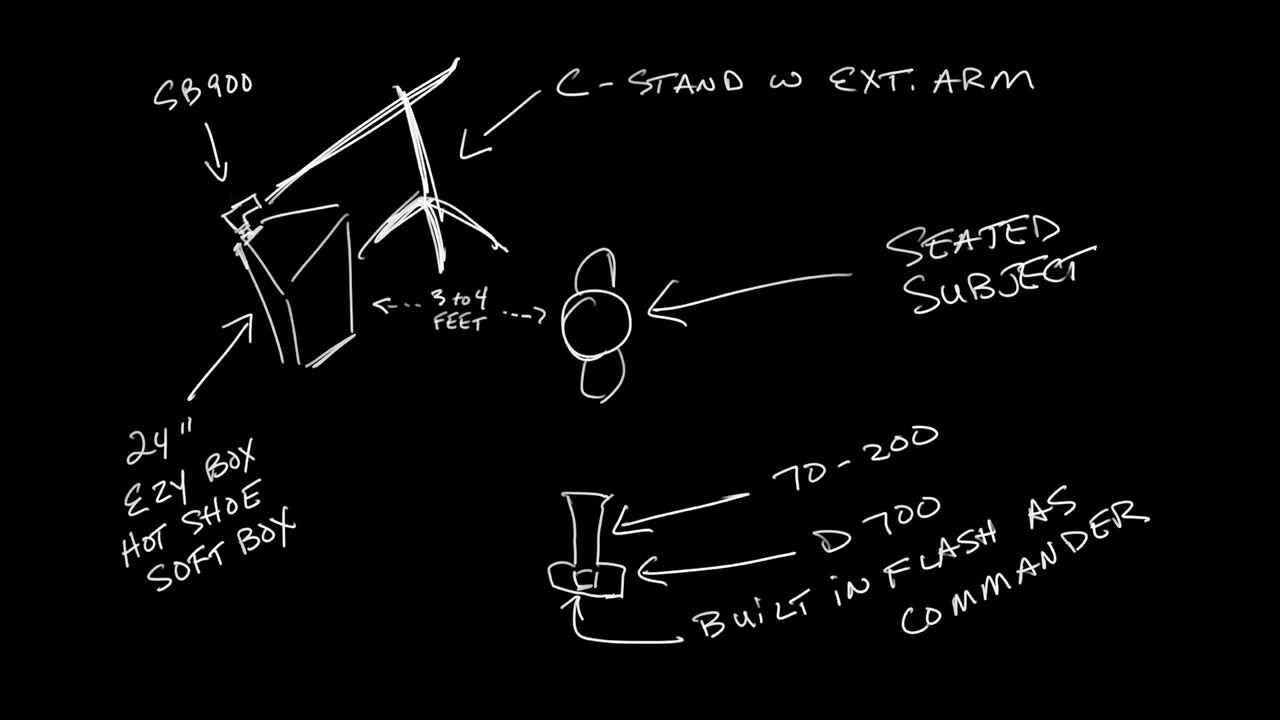 SB900
C-STAND W EXT. ARM
SEATED
SUBJECT
3 to 4
FEET
24"
EZY BOX
HOT SHOE
SOFT BOX
70-200
D700
BUILT IN FLASH AS
COMMANDER